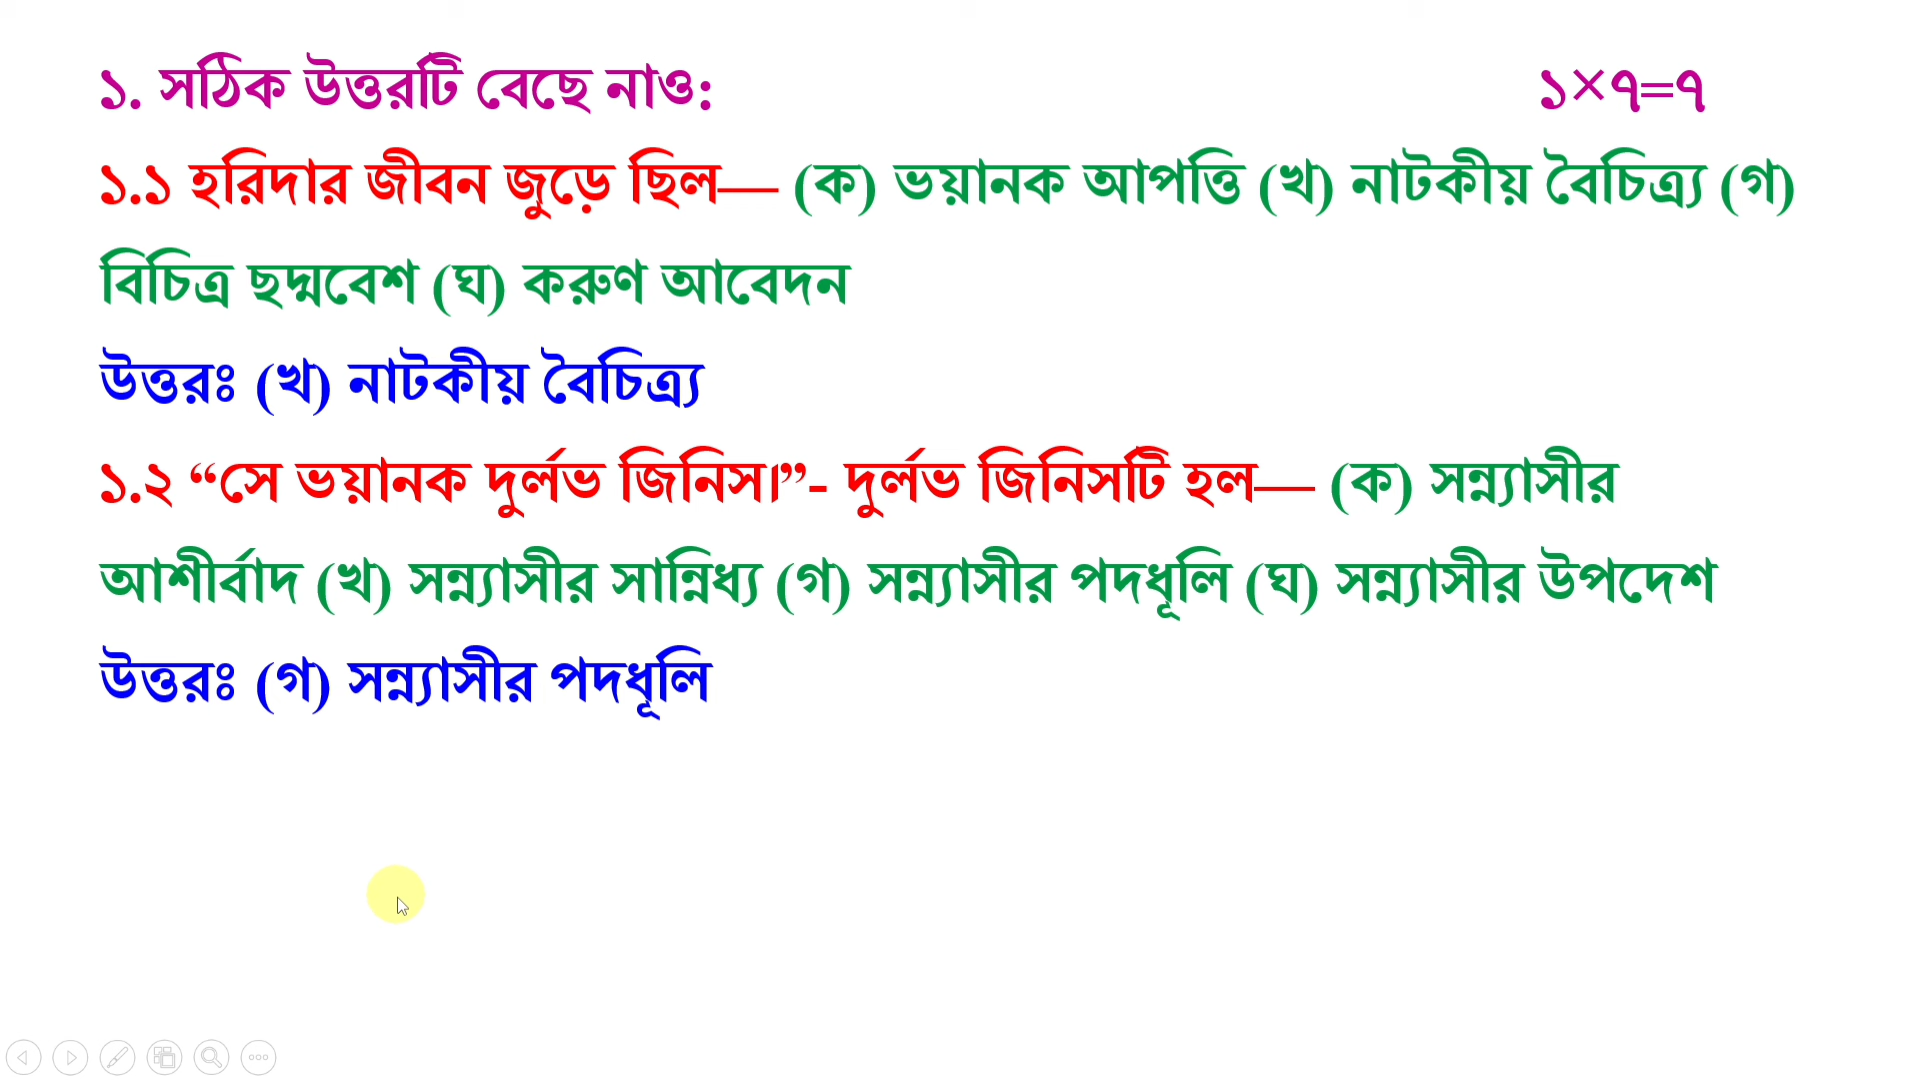 ১. সঠিক উত্তরটি বেছে নাও: ১×৭=৭
১.১ হরিদার জীবন জুড়ে ছিল— (ক) ভয়ানক আপত্তি (খ) নাটকীয় বৈচিত্র্য (গ)
বিচিত্র ছদ্মবেশ (ঘ) করুণ আবেদন
উত্তরঃ (খ) নাটকীয় বৈচিত্র্য
১.২ “সে ভয়ানক দুর্লভ জিনিস।”- দুর্লভ জিনিসটি হল— (ক) সন্ন্যাসীর
আশীর্বাদ (খ) সন্ন্যাসীর সান্নিধ্য (গ) সন্ন্যাসীর পদধূলি (ঘ) সন্ন্যাসীর উপদেশ
উত্তরঃ (গ) সন্ন্যাসীর পদধূলি